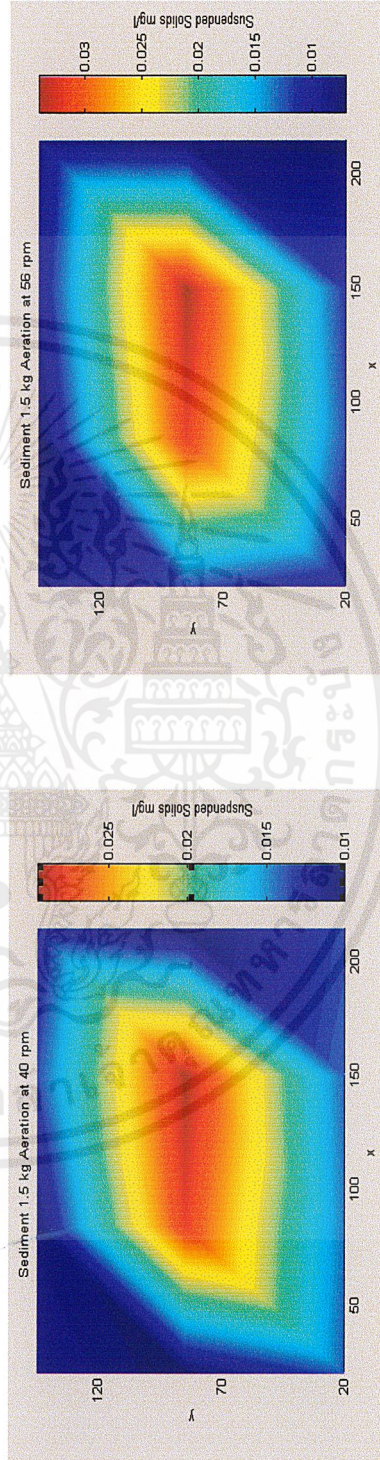 Sediment 1.5 kg Aeration at 40 rpm
120
70
20
y
50
100
150
200
x
0.025
0.02
0.015
0.01
Suspended Solids mg/l
Sediment 1.5 kg Aeration at 56 rpm
120
70
20
y
50
100
150
200
x
0.03
0.025
0.02
0.015
0.01
Suspended Solids mg/l